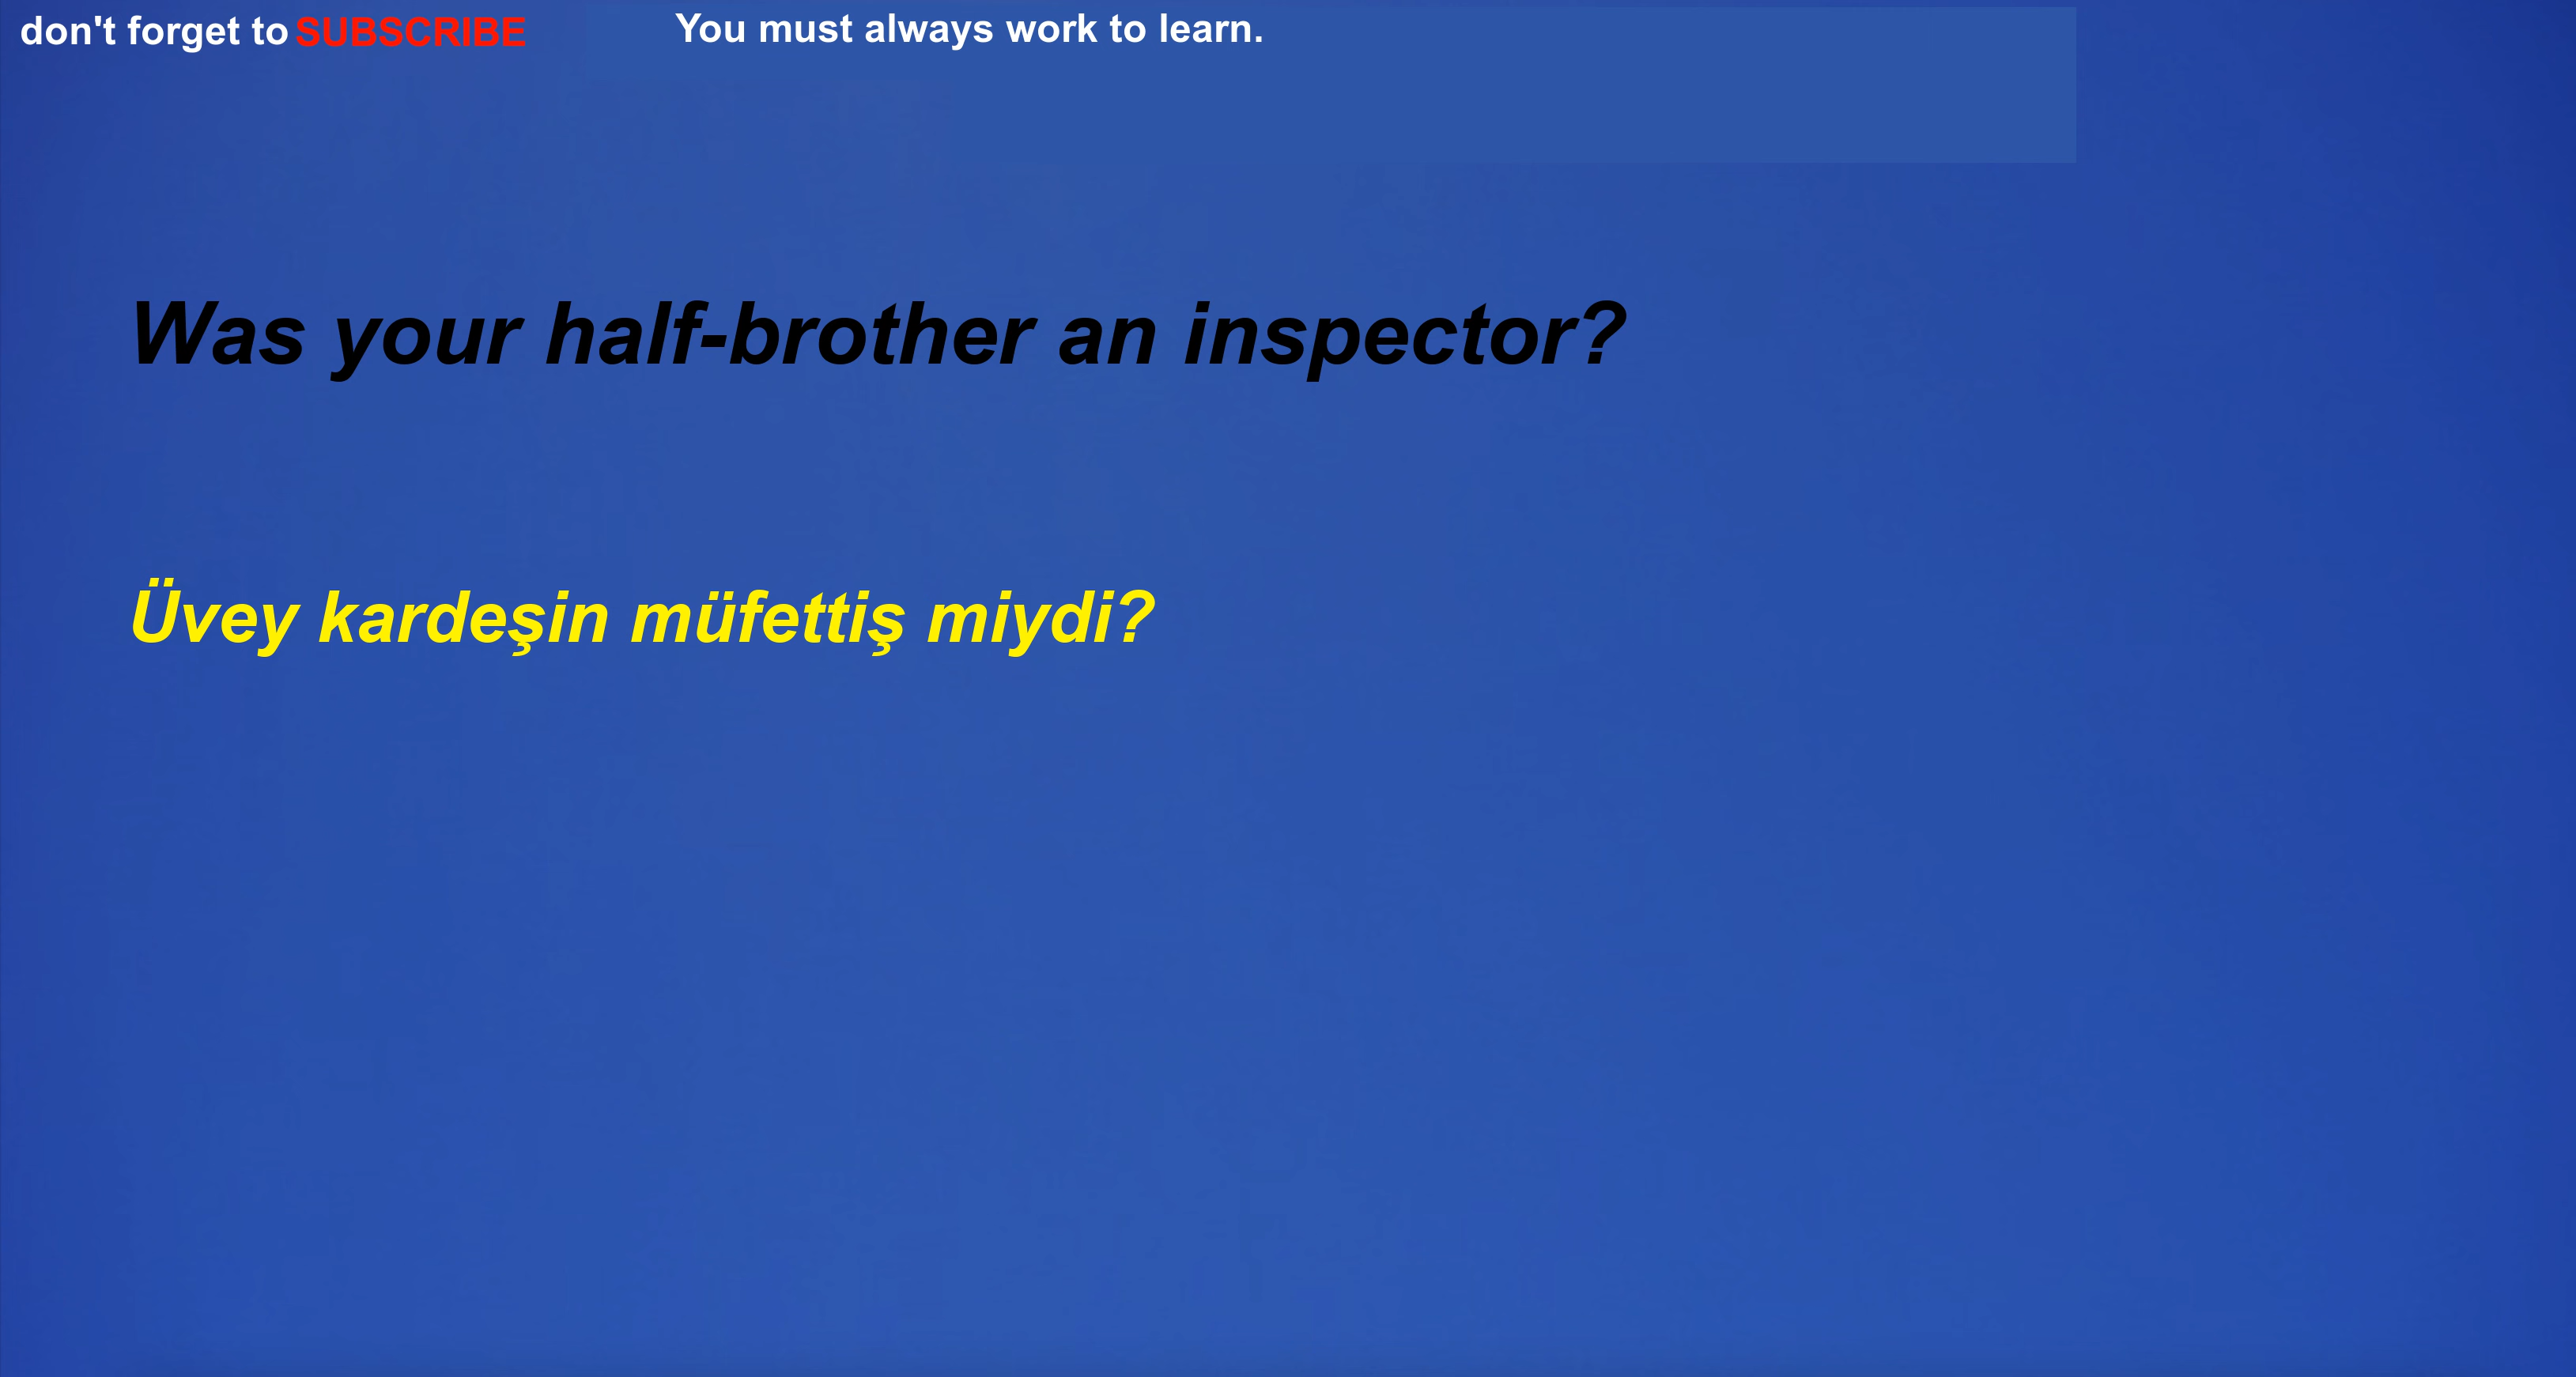 don't forget to SUBSCRIBE
You must always work to learn.
Was your half-brother an inspector?
Üvey kardeşin müfettiş miydi?